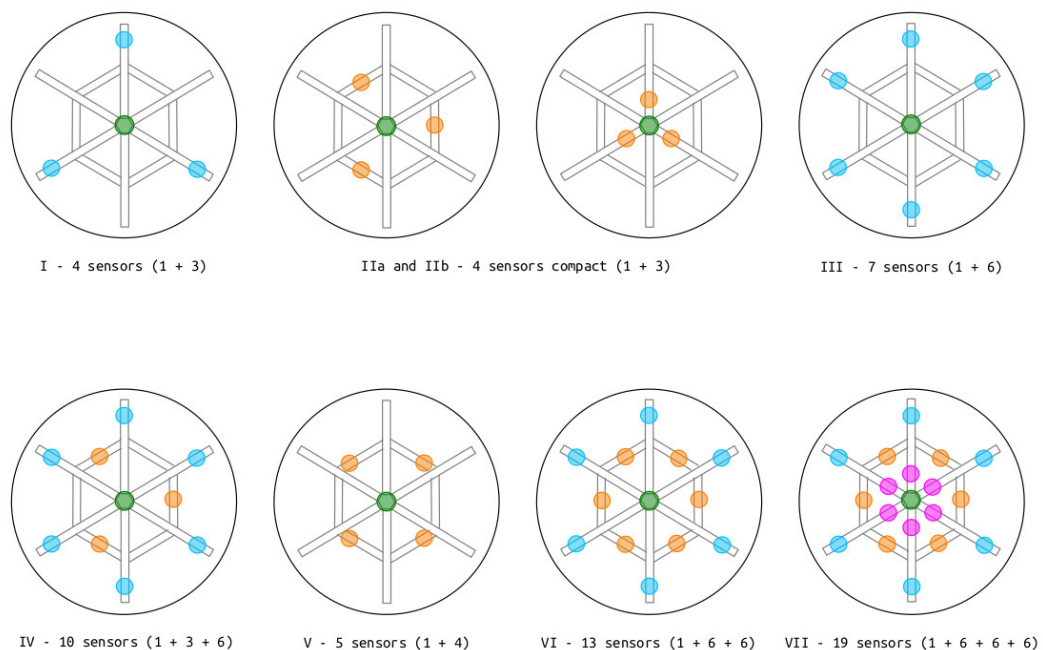 I - 4 sensors (1 + 3)
IIa and IIb - 4 sensors compact (1 + 3)
III - 7 sensors (1 + 6)
IV - 10 sensors (1 + 3 + 6)
V - 5 sensors (1 + 4)
VI - 13 sensors (1 + 6 + 6)
VII - 19 sensors (1 + 6 + 6 + 6)